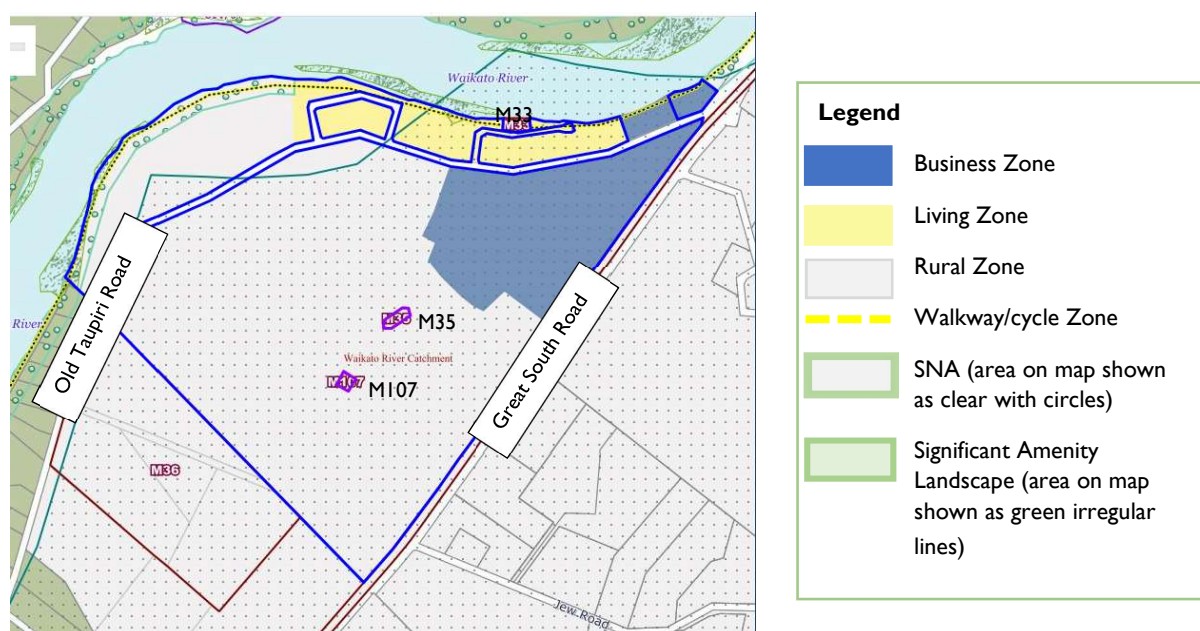 Waikato River
M33
M33
River
Old Taupiri Road
M35
M35
Waikato River Catchment
M107
M107
Great South Road
M36
Jew Road
Legend
Business Zone
Living Zone
Rural Zone
Walkway/cycle Zone
SNA (area on map shown
as clear with circles)
Significant Amenity
Landscape (area on map
shown as green irregular
lines)